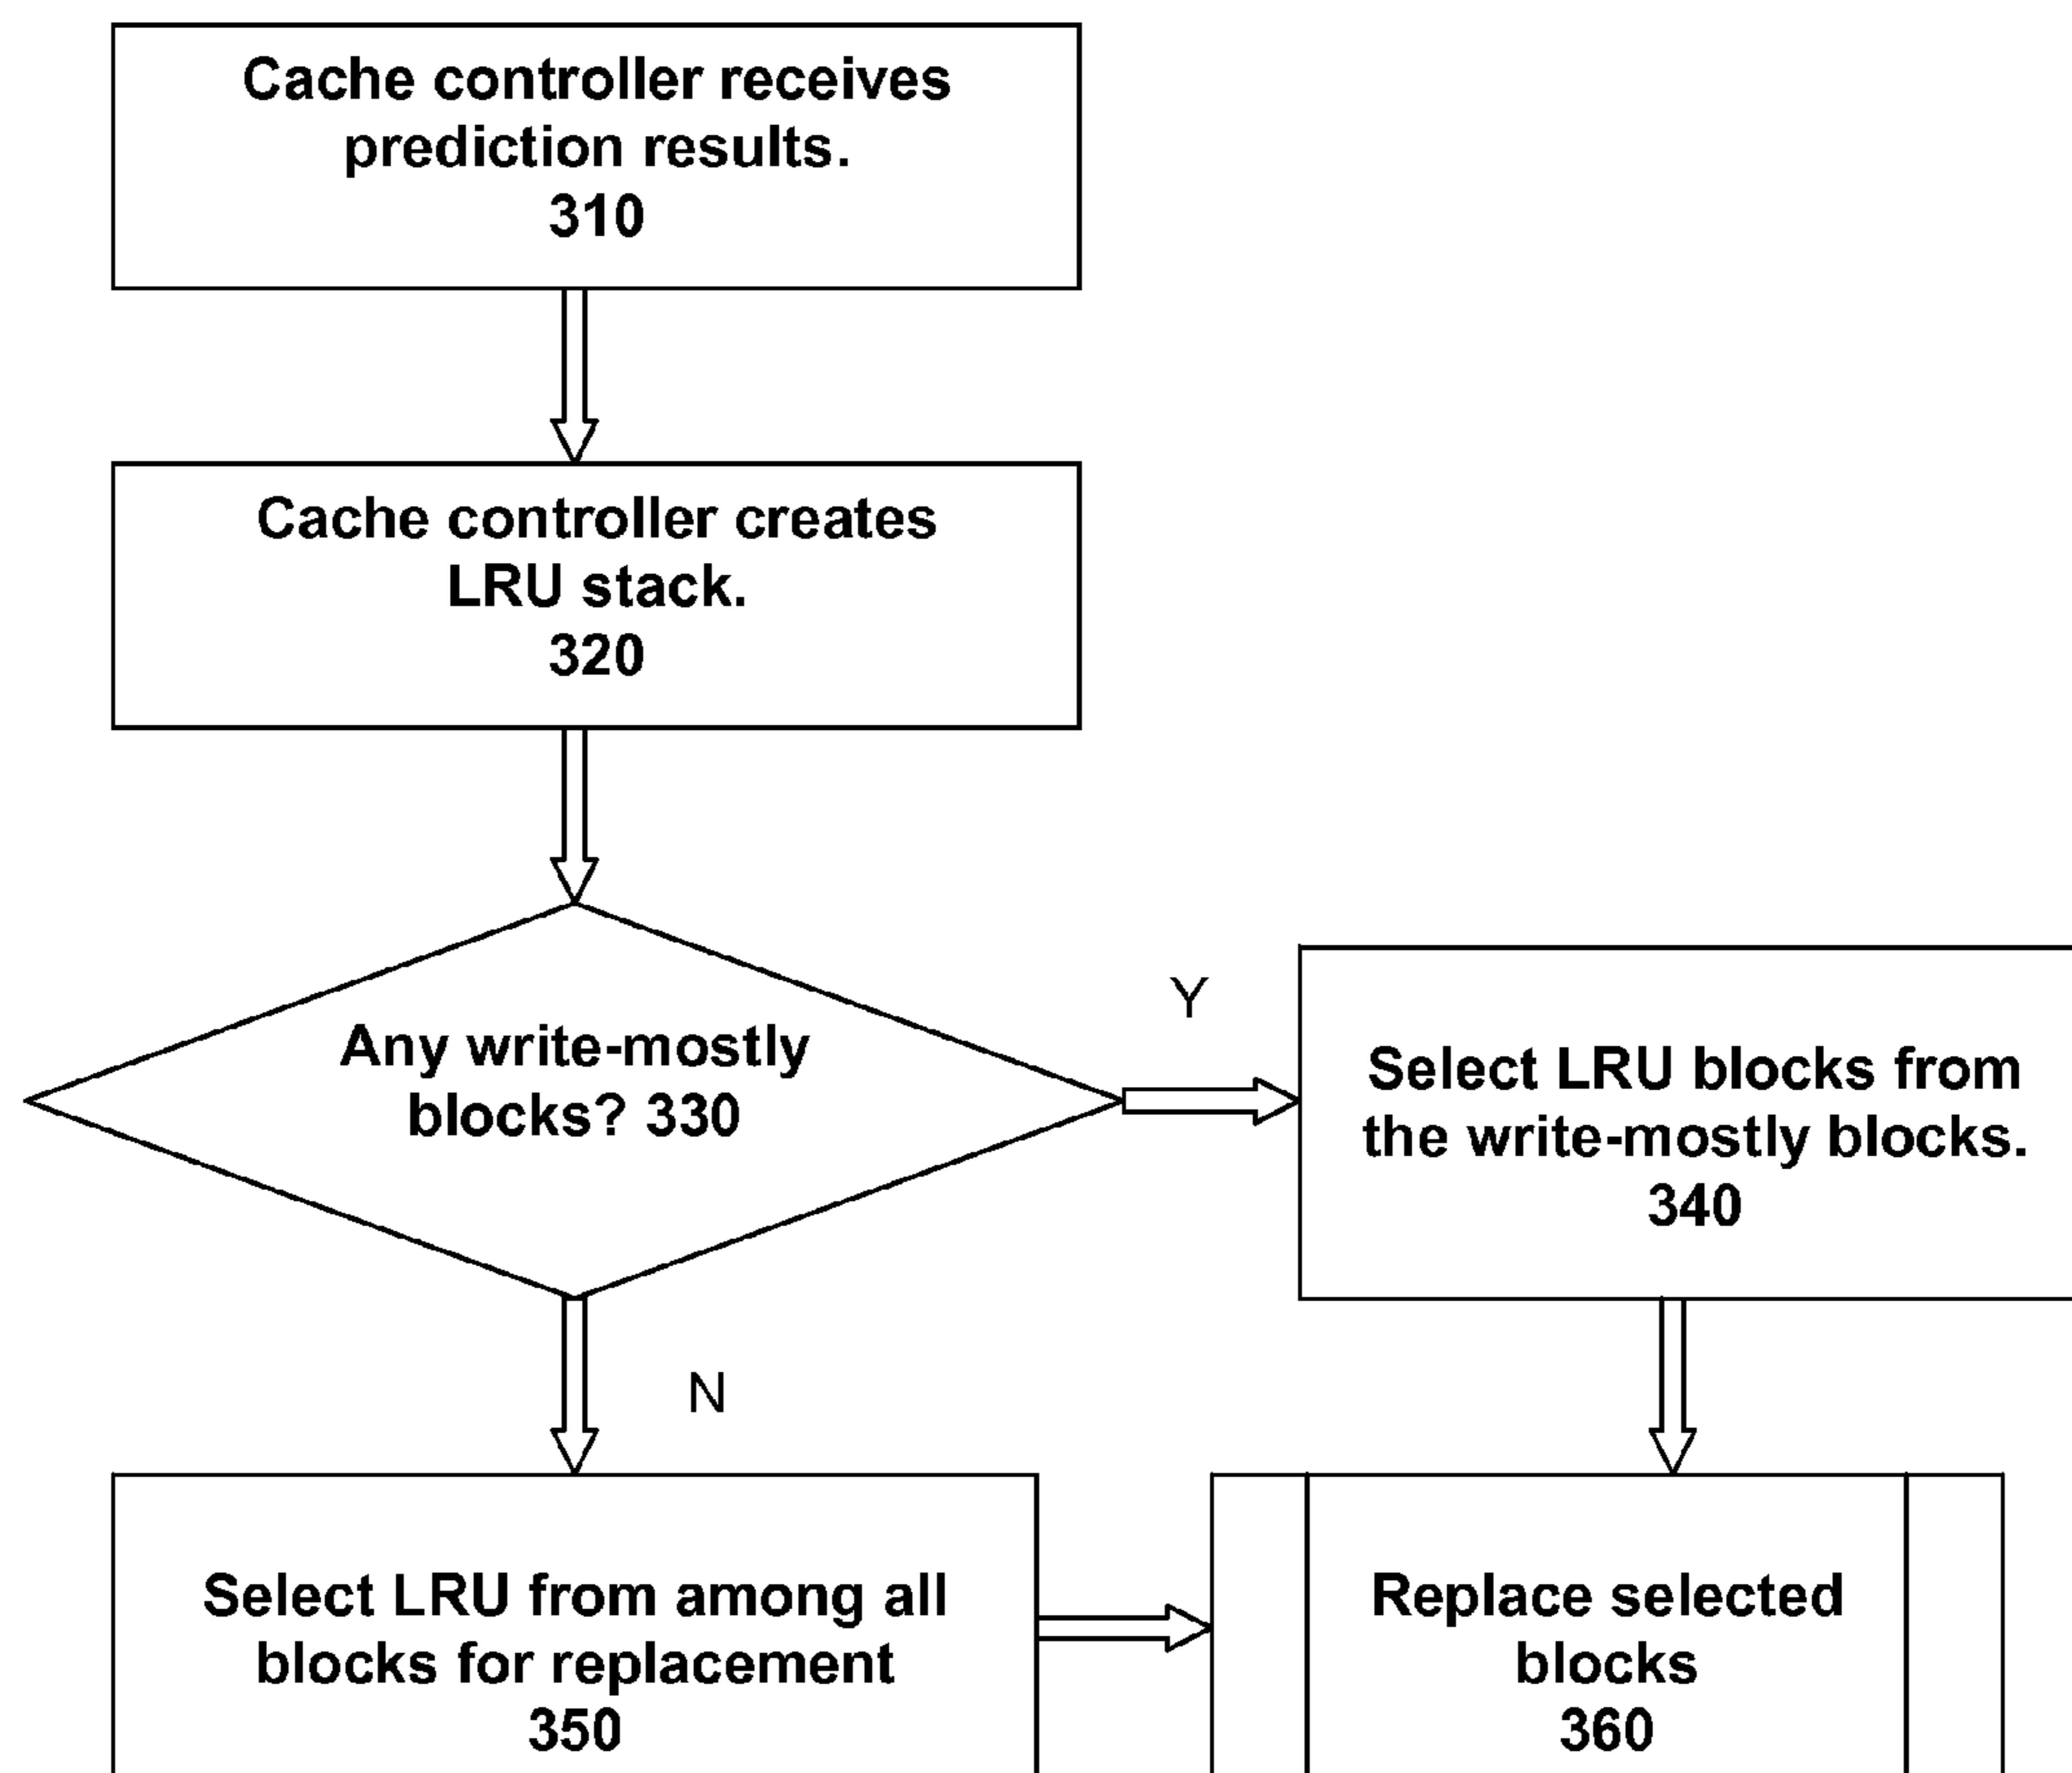 Cache controller receives
prediction results.
310
Cache controller creates
LRU stack.
320
Any write-mostly
blocks? 330
Y
Select LRU blocks from
the write-mostly blocks.
340
N
Select LRU from among all
blocks for replacement
350
Replace selected
blocks
360